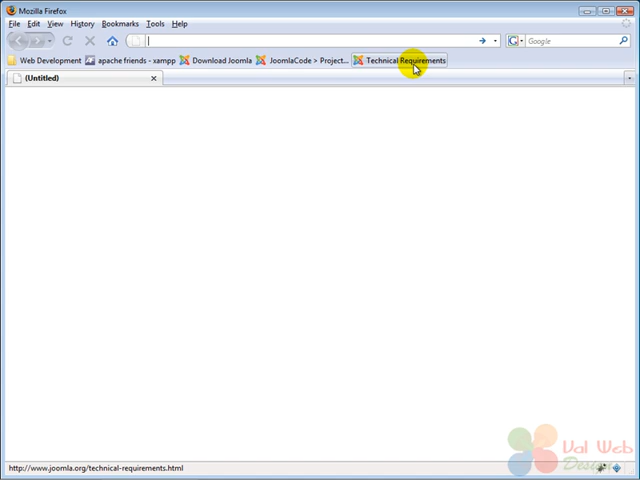 Mozilla Firefox
File Edit View History Bookmarks Tools Help
Google
Web Development apache friends - xampp Download Joomla JoomlaCode > Project... Technical Requirements
(Untitled)
Val Web
Design
http://www.joomla.org/technical-requirements.html